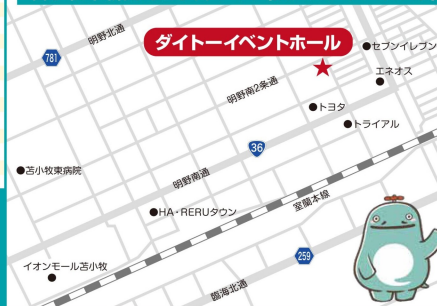 明野北通
781
ダイトーイベントホール
セブンイレブン
エネオス
明野南2条通
トヨタ
トライアル
36
苫小牧東病院
明野南通
HA・RERUタウン
室蘭本線
259
イオンモール苫小牧
臨海北通